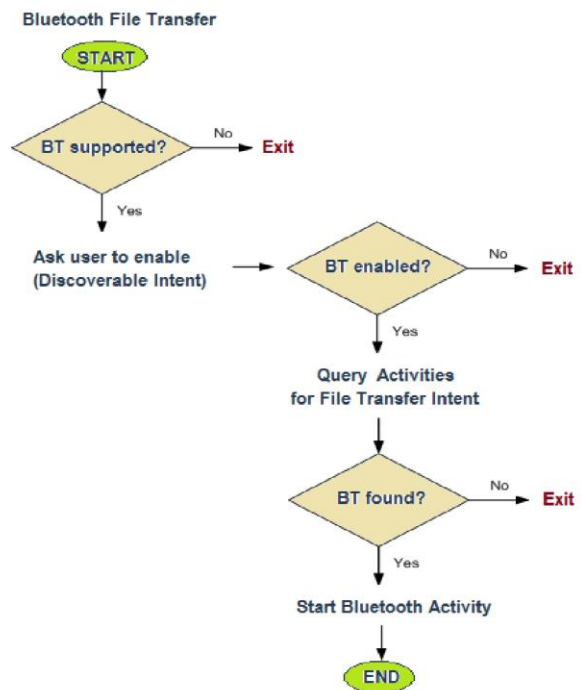 Bluetooth File Transfer
START
BT supported?
No
Exit
Yes
Ask user to enable
(Discoverable Intent)
BT enabled?
No
Exit
Yes
Query Activities
for File Transfer Intent
BT found?
No
Exit
Yes
Start Bluetooth Activity
END